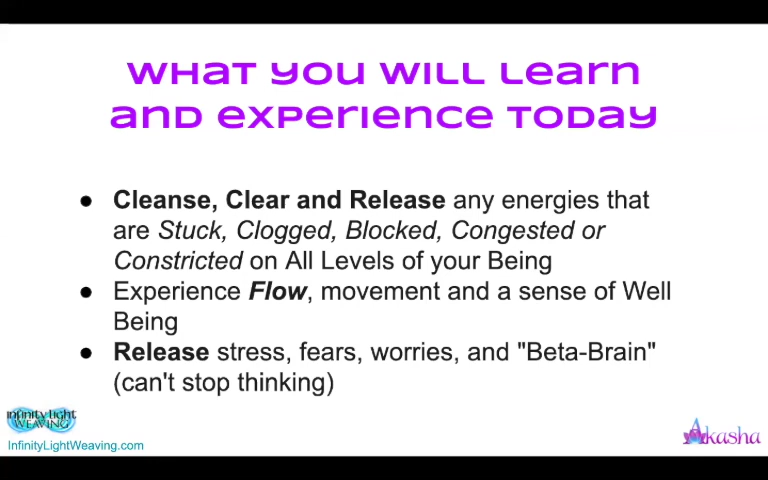 What you will learn
and experience today
● Cleanse, Clear and Release any energies that
are Stuck, Clogged, Blocked, Congested or
Constricted on All Levels of your Being
● Experience Flow, movement and a sense of Well
Being
● Release stress, fears, worries, and "Beta-Brain"
(can't stop thinking)
infinity light
WEAVING
InfinityLightWeaving.com
Akasha